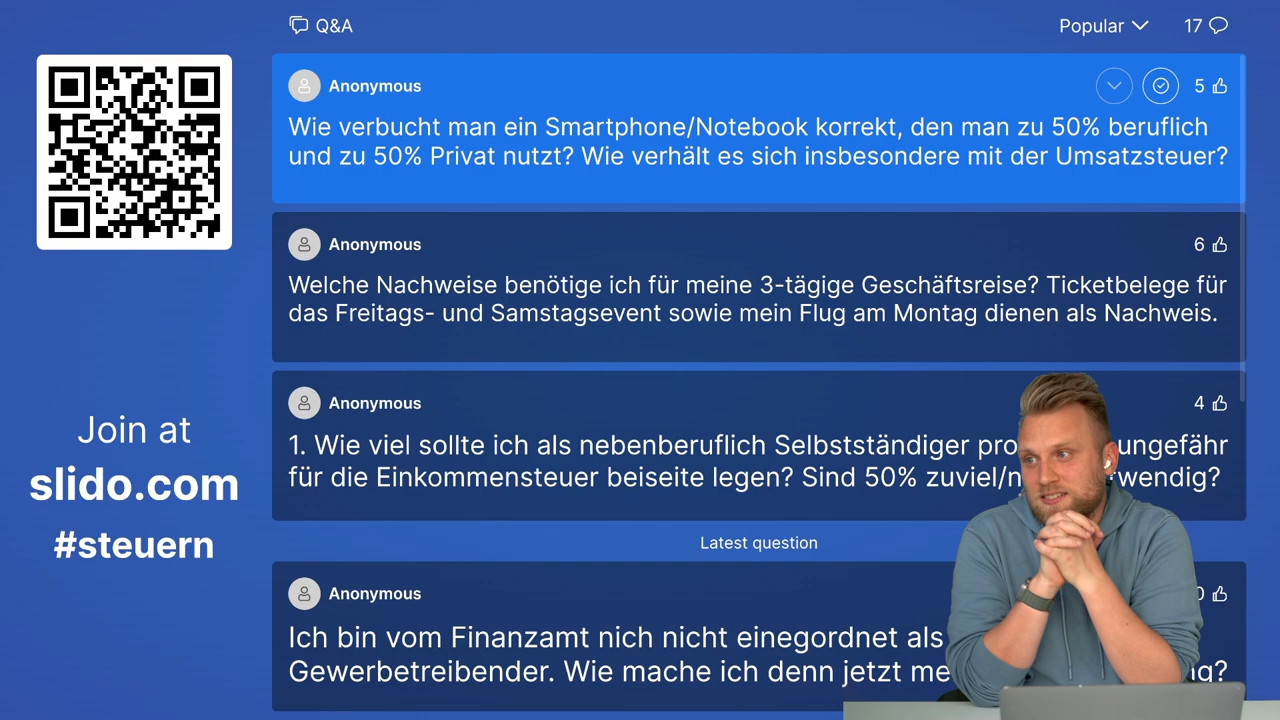 Q&A
Popular
17
Anonymous
5
Wie verbucht man ein Smartphone/Notebook korrekt, den man zu 50% beruflich
und zu 50% Privat nutzt? Wie verhält es sich insbesondere mit der Umsatzsteuer?
Anonymous
6
Welche Nachweise benötige ich für meine 3-tägige Geschäftsreise? Ticketbelege für
das Freitags- und Samstagsevent sowie mein Flug am Montag dienen als Nachweis.
Anonymous
4
1. Wie viel sollte ich als nebenberuflich Selbstständiger ungefähr
für die Einkommensteuer beiseite legen? Sind 50%
Join at
slido.com
#steuern
Latest question
Anonymous
Ich bin vom Finanzamt nich nicht einegordnet als
Gewerbetreibender. Wie mache ich denn jetzt